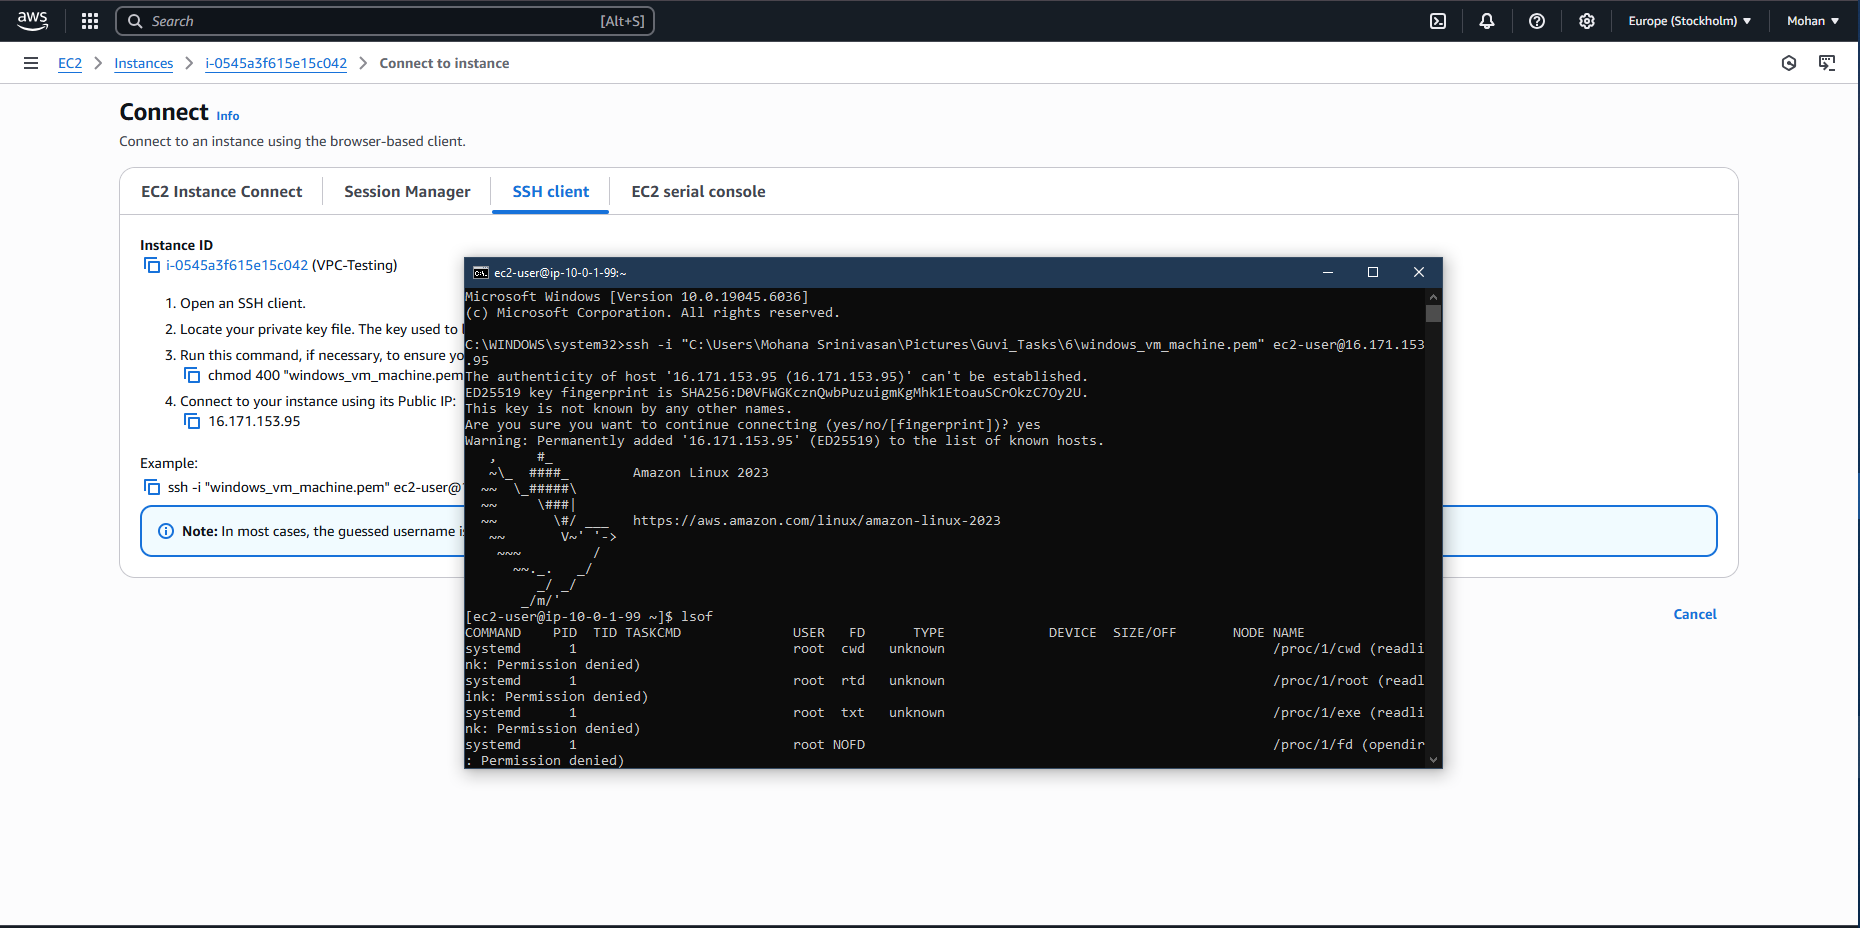 aws
Search [Alt+S]
Europe (Stockholm)
Mohan
EC2 > Instances > i-0545a3f615e15c042 > Connect to instance
Connect Info
Connect to an instance using the browser-based client.
EC2 Instance Connect
Session Manager
SSH client
EC2 serial console
Instance ID
i-0545a3f615e15c042 (VPC-Testing)
1. Open an SSH client.
2. Locate your private key file. The key used to
3. Run this command, if necessary, to ensure yo
chmod 400 "windows_vm_machine.pem
4. Connect to your instance using its Public IP:
16.171.153.95
Example:
ssh -i "windows_vm_machine.pem" ec2-user@
Note: In most cases, the guessed username is
Cancel
ec2-user@ip-10-0-1-99:~
Microsoft Windows [Version 10.0.19045.6036]
(c) Microsoft Corporation. All rights reserved.
C:\WINDOWS\system32>ssh -i "C:\Users\Mohana Srinivasan\Pictures\Guvi_Tasks\6\windows_vm_machine.pem" ec2-user@16.171.153
.95
The authenticity of host '16.171.153.95 (16.171.153.95)' can't be established.
ED25519 key fingerprint is SHA256:D0VFWGKcznQwbPuzuigmKgMhk1EtoauSCrOkzC7Oy2U.
This key is not known by any other names.
Are you sure you want to continue connecting (yes/no/[fingerprint])? yes
Warning: Permanently added '16.171.153.95' (ED25519) to the list of known hosts.
   ,     #_
   ~\_  ####_        Amazon Linux 2023
  ~~  \_#####\
  ~~     \###|
  ~~       \#/ ___   https://aws.amazon.com/linux/amazon-linux-2023
   ~~       V~' '->
    ~~~         /
      ~~._.   _/
         _/ _/
       _/m/'
[ec2-user@ip-10-0-1-99 ~]$ lsof
COMMAND    PID  TID TASKCMD              USER   FD      TYPE             DEVICE  SIZE/OFF       NODE NAME
systemd      1                           root  cwd   unknown                                         /proc/1/cwd (readli
nk: Permission denied)
systemd      1                           root  rtd   unknown                                         /proc/1/root (readl
ink: Permission denied)
systemd      1                           root  txt   unknown                                         /proc/1/exe (readli
nk: Permission denied)
systemd      1                           root NOFD                                                   /proc/1/fd (opendir
: Permission denied)